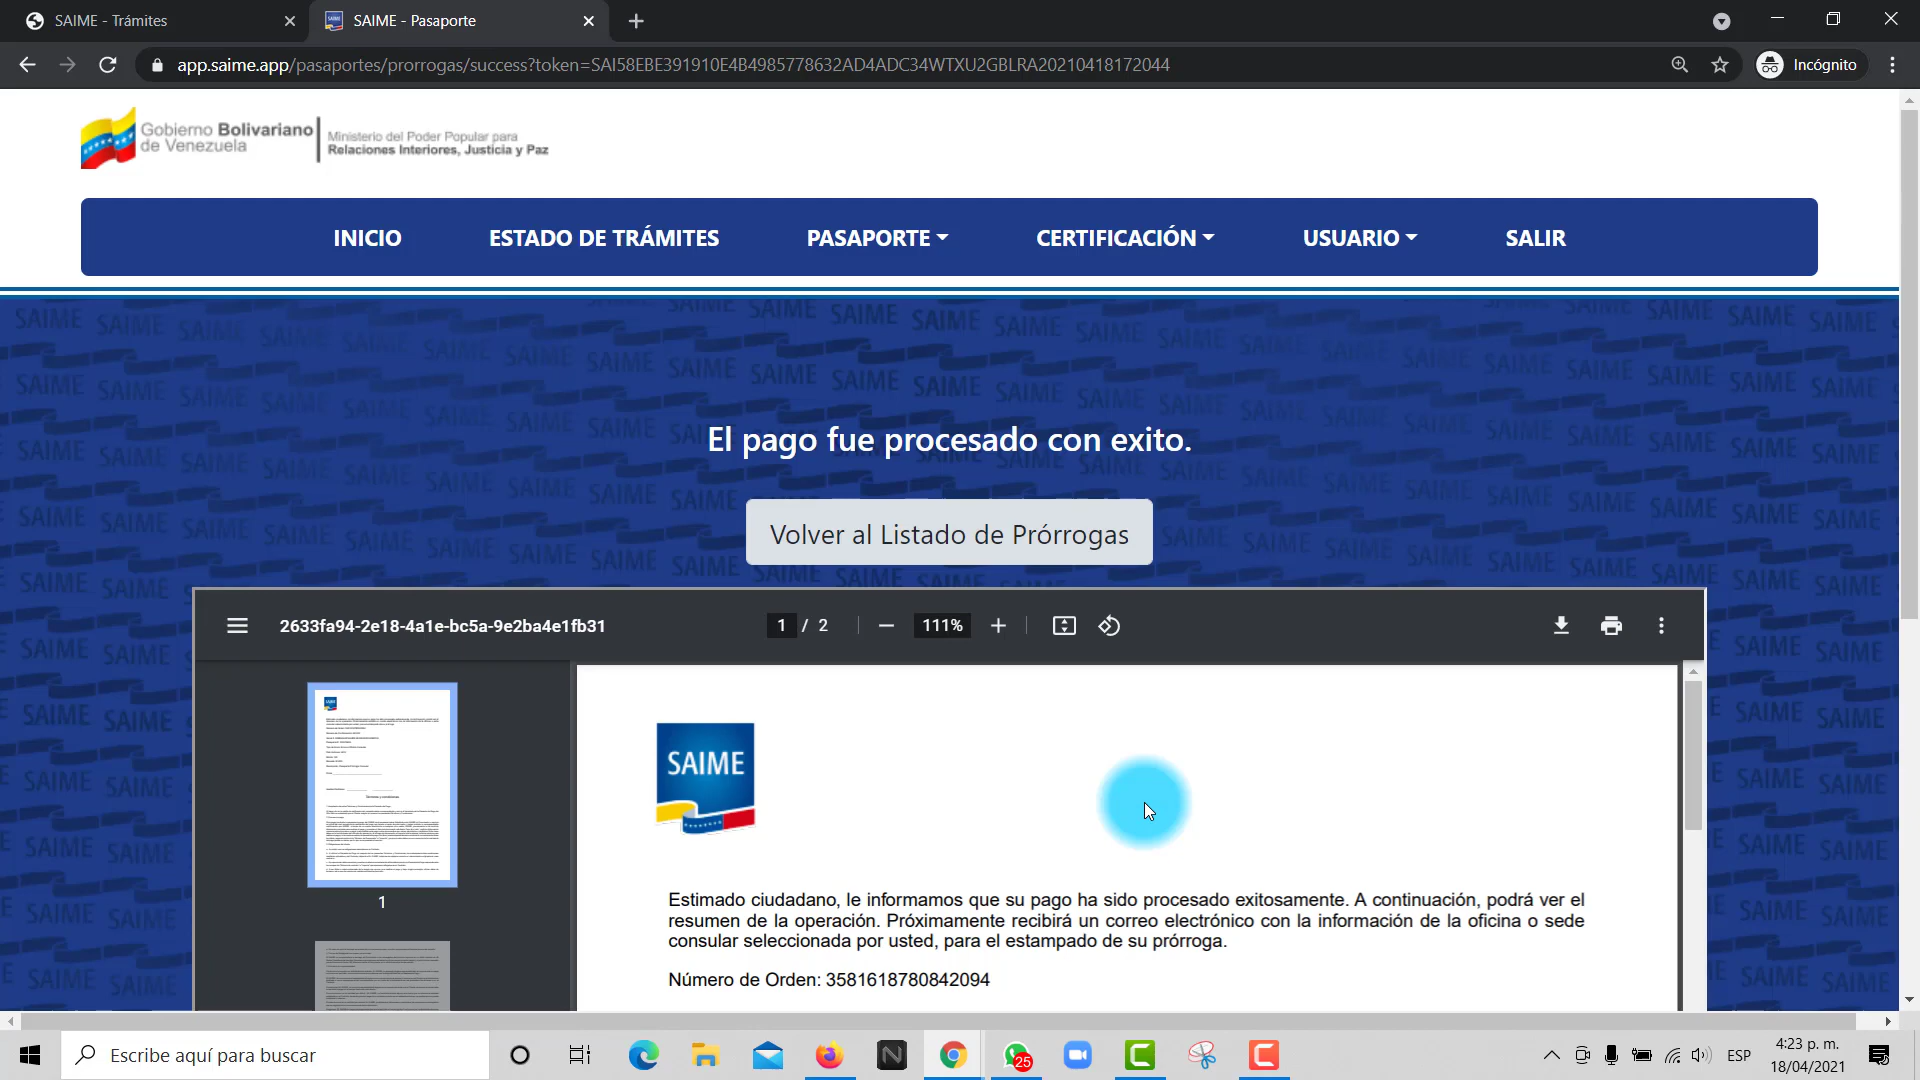 SAIME - Trámites
SAIME - Pasaporte
app.saime.app/pasaportes/prorrogas/success?token=SAI58EBE391910E4B4985778632AD4ADC34WTXU2GBLRA20210418172044
Incógnito
Gobierno Bolivariano
de Venezuela
Ministerio del Poder Popular para
Relaciones Interiores, Justicia y Paz
INICIO
ESTADO DE TRÁMITES
PASAPORTE
CERTIFICACIÓN
USUARIO
SALIR
El pago fue procesado con exito.
Volver al Listado de Prórrogas
2633fa94-2e18-4a1e-bc5a-9e2ba4e1fb31
1 / 2
111%
SAIME
1
Estimado ciudadano, le informamos que su pago ha sido procesado exitosamente. A continuación, podrá ver el
resumen de la operación. Próximamente recibirá un correo electrónico con la información de la oficina o sede
consular seleccionada por usted, para el estampado de su prórroga.
Número de Orden: 3581618780842094
Escribe aquí para buscar
25
ESP
4:23 p. m.
18/04/2021